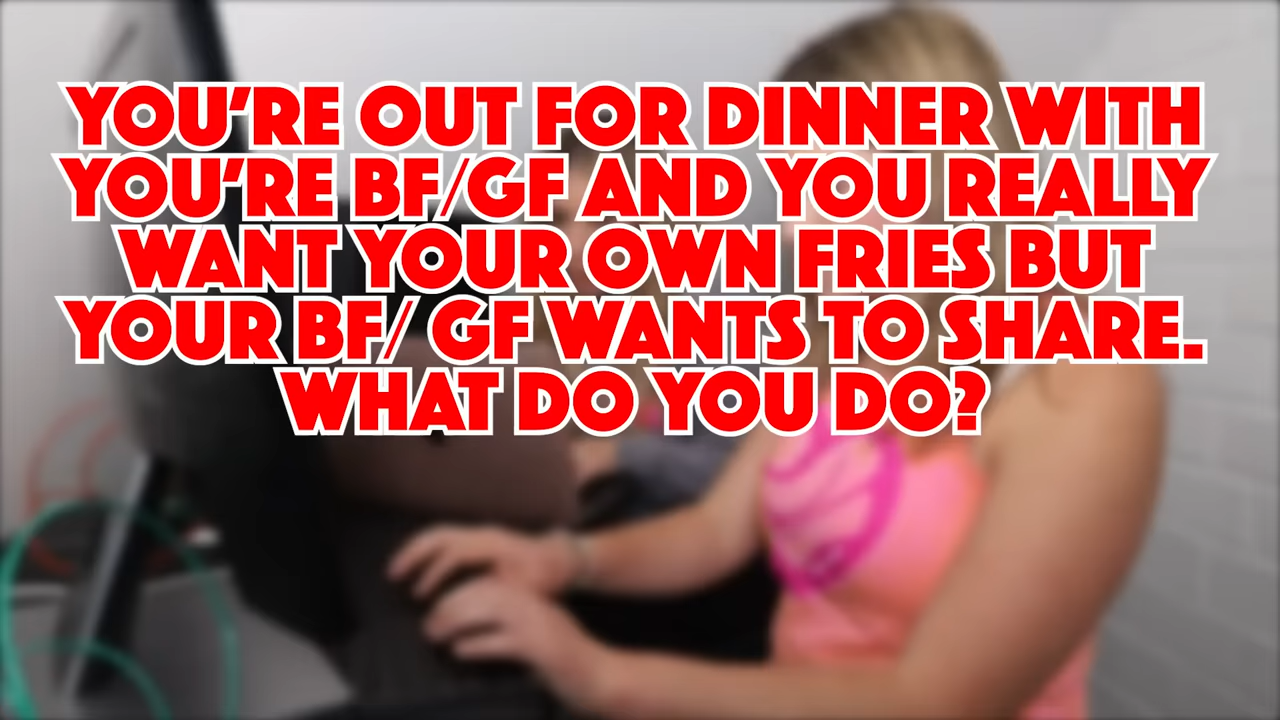 YOU'RE OUT FOR DINNER WITH
YOU'RE BF/GF AND YOU REALLY
WANT YOUR OWN FRIES BUT
YOUR BF/ GF WANTS TO SHARE.
WHAT DO YOU DO?